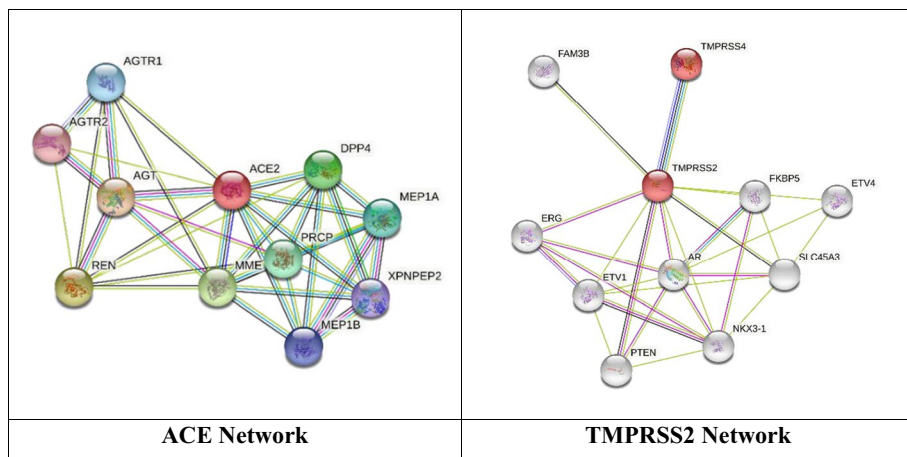 AGTR1
AGTR2
AGT
ACE2
DPP4
MEP1A
PRCP
REN
MME
XPNPEP2
MEP1B
ACE Network
FAM3B
TMPRSS4
TMPRSS2
FKBP5
ETV4
ERG
AR
SLC45A3
ETV1
NKX3-1
PTEN
TMPRSS2 Network